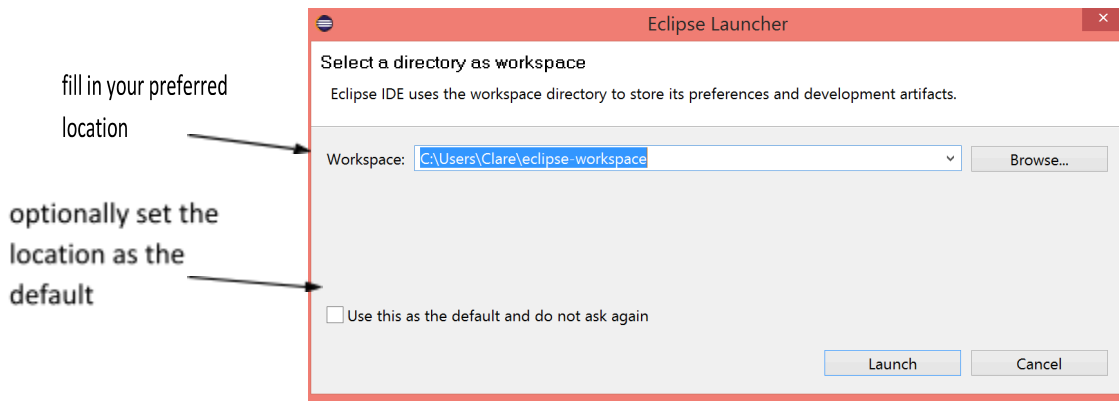 Eclipse Launcher
Select a directory as workspace
Eclipse IDE uses the workspace directory to store its preferences and development artifacts.
fill in your preferred
location
Workspace: C:\Users\Clare\eclipse-workspace Browse...
optionally set the
location as the
default
Use this as the default and do not ask again
Launch Cancel